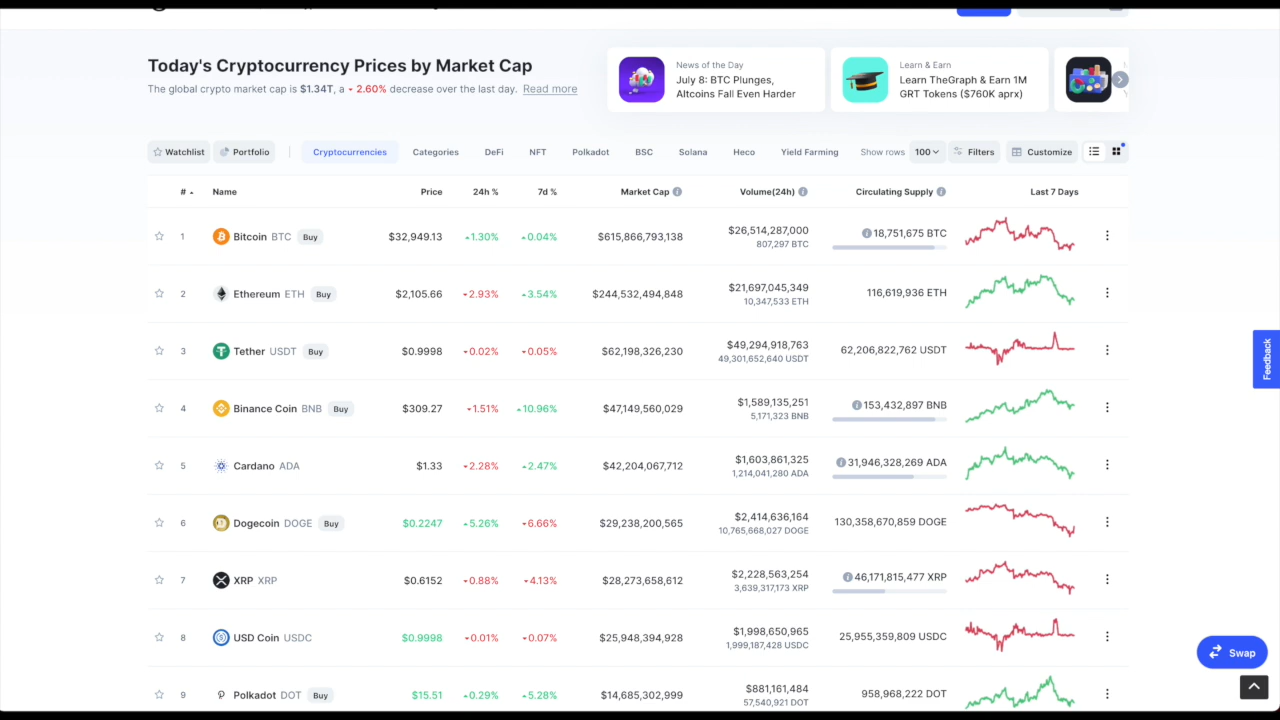 Today's Cryptocurrency Prices by Market Cap
The global crypto market cap is $1.34T, a 2.60% decrease over the last day. Read more
News of the Day
July 8: BTC Plunges,
Altcoins Fall Even Harder
Learn & Earn
Learn TheGraph & Earn 1M
GRT Tokens ($760K aprx)
Watchlist Portfolio Cryptocurrencies Categories DeFi NFT Polkadot BSC Solana Heco Yield Farming Show rows 100 Filters Customize
# Name Price 24h % 7d % Market Cap Volume(24h) Circulating Supply Last 7 Days
1 Bitcoin BTC Buy $32,949.13 1.30% 0.04% $615,866,793,138 $26,514,287,000 18,751,675 BTC
807,297 BTC
2 Ethereum ETH Buy $2,105.66 2.93% 3.54% $244,532,494,848 $21,697,045,349 116,619,936 ETH
10,347,533 ETH
3 Tether USDT Buy $0.9998 0.02% 0.05% $62,198,326,230 $49,294,918,763 62,206,822,762 USDT
49,301,652,640 USDT
4 Binance Coin BNB Buy $309.27 1.51% 10.96% $47,149,560,029 $1,589,135,251 153,432,897 BNB
5,171,323 BNB
5 Cardano ADA $1.33 2.28% 2.47% $42,204,067,712 $1,603,861,325 31,946,328,269 ADA
1,214,041,280 ADA
6 Dogecoin DOGE Buy $0.2247 5.26% 6.66% $29,238,200,565 $2,414,636,164 130,358,670,859 DOGE
10,765,668,027 DOGE
7 XRP XRP $0.6152 0.88% 4.13% $28,273,658,612 $2,228,563,254 46,171,815,477 XRP
3,639,317,173 XRP
8 USD Coin USDC $0.9998 0.01% 0.07% $25,948,394,928 $1,998,650,965 25,955,359,809 USDC
1,999,187,428 USDC
9 Polkadot DOT Buy $15.51 0.29% 5.28% $14,685,302,999 $881,161,484 958,968,222 DOT
57,540,921 DOT
Feedback
Swap